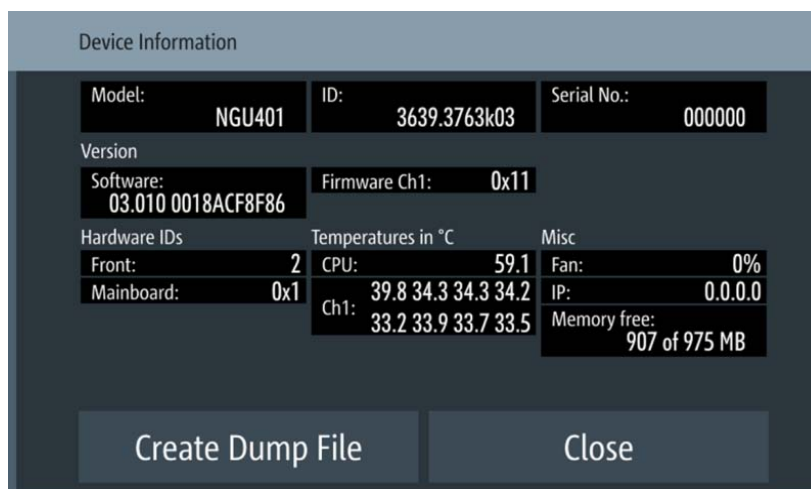 Device Information
Model: ID: Serial No.:
NGU401 3639.3763k03 000000
Version
Software: Firmware Ch1: 0x11
03.010 0018ACF8F86
Hardware IDs Temperatures in °C Misc
Front: 2 CPU: 59.1 Fan: 0%
Mainboard: 0x1 Ch1: 39.8 34.3 34.3 34.2 IP: 0.0.0.0
33.2 33.9 33.7 33.5 Memory free:
907 of 975 MB
Create Dump File Close